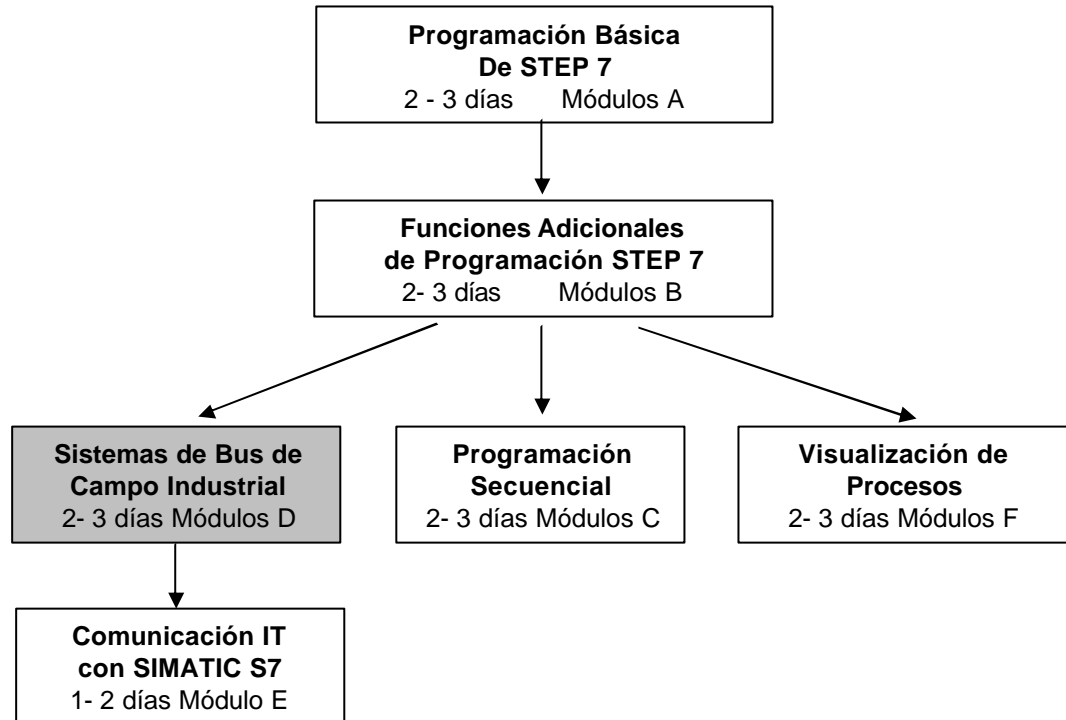 Programación Básica
De STEP 7
2 - 3 días Módulos A
Funciones Adicionales
de Programación STEP 7
2- 3 días Módulos B
Sistemas de Bus de
Campo Industrial
2- 3 días Módulos D
Programación
Secuencial
2- 3 días Módulos C
Visualización de
Procesos
2- 3 días Módulos F
Comunicación IT
con SIMATIC S7
1- 2 días Módulo E